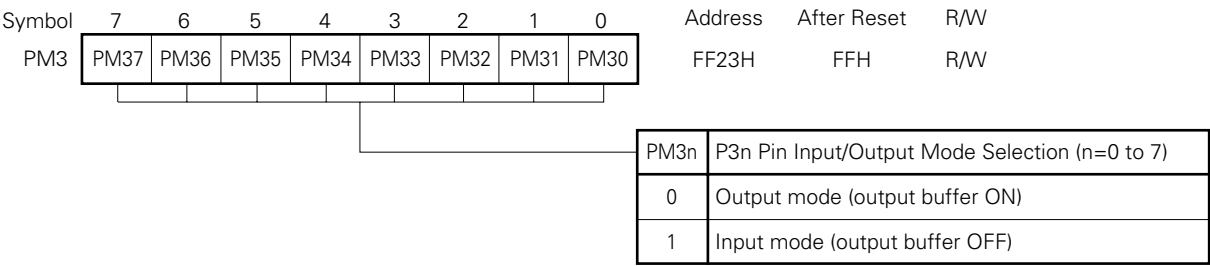 Symbol 7 6 5 4 3 2 1 0 Address After Reset R/W
PM3 PM37 PM36 PM35 PM34 PM33 PM32 PM31 PM30 FF23H FFH R/W
PM3n P3n Pin Input/Output Mode Selection (n=0 to 7)
0 Output mode (output buffer ON)
1 Input mode (output buffer OFF)